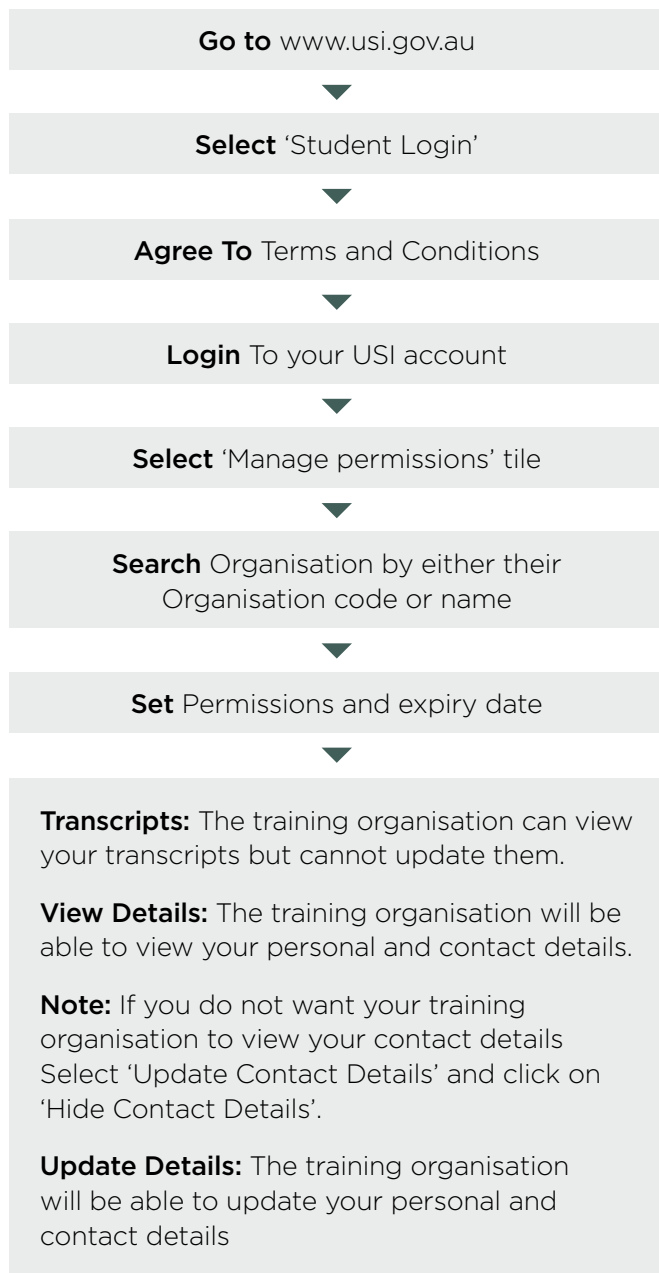 Go to www.usi.gov.au
Select ‘Student Login’
Agree To Terms and Conditions
Login To your USI account
Select ‘Manage permissions’ tile
Search Organisation by either their
Organisation code or name
Set Permissions and expiry date
Transcripts: The training organisation can view
your transcripts but cannot update them.
View Details: The training organisation will be
able to view your personal and contact details.
Note: If you do not want your training
organisation to view your contact details
Select ‘Update Contact Details’ and click on
‘Hide Contact Details’.
Update Details: The training organisation
will be able to update your personal and
contact details